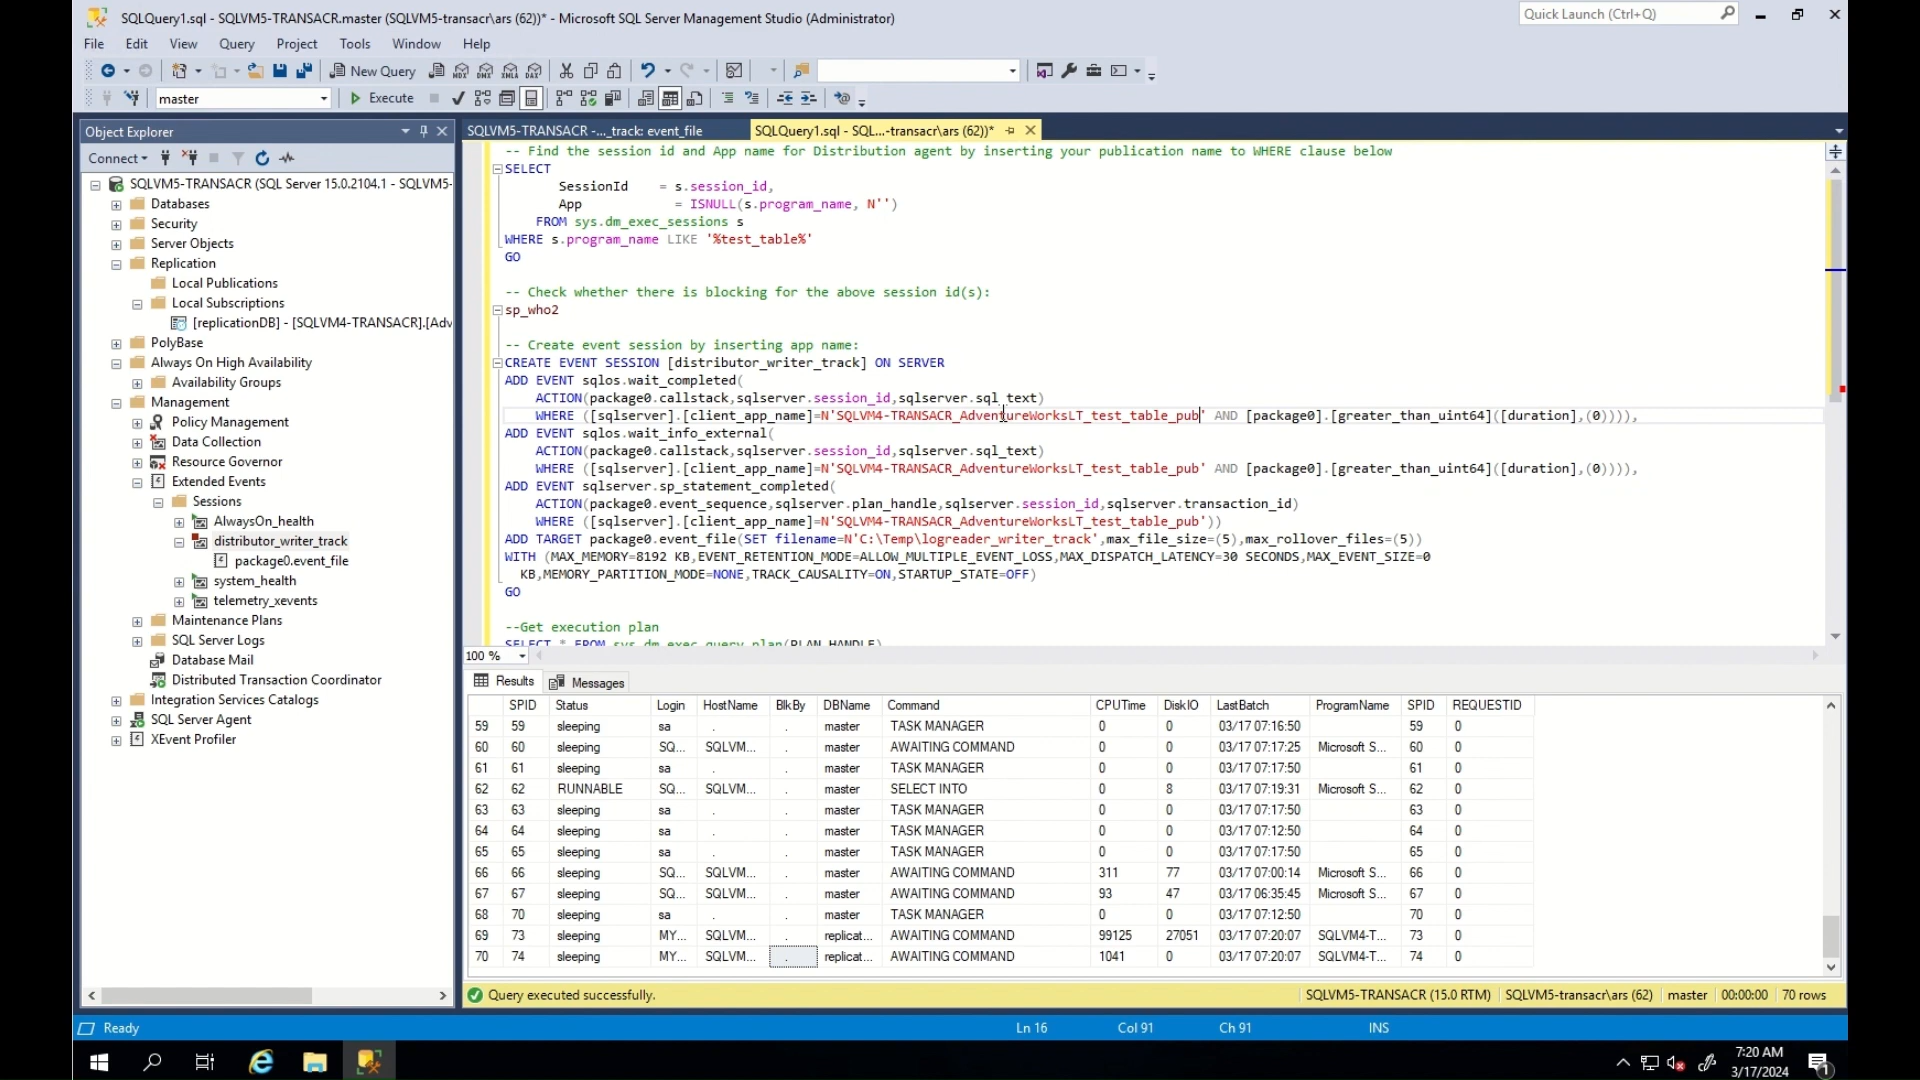 SQLQuery1.sql - SQLVM5-TRANSACR.master (SQLVM5-transacr\ars (62))* - Microsoft SQL Server Management Studio (Administrator)
Quick Launch (Ctrl+Q)
File Edit View Query Project Tools Window Help
New Query
master
Execute
Object Explorer
Connect
SQLVM5-TRANSACR (SQL Server 15.0.2104.1 - SQLVM5-
Databases
Security
Server Objects
Replication
Local Publications
Local Subscriptions
[replicationDB] - [SQLVM4-TRANSACR].[Adv
PolyBase
Always On High Availability
Availability Groups
Management
Policy Management
Data Collection
Resource Governor
Extended Events
Sessions
AlwaysOn_health
distributor_writer_track
package0.event_file
system_health
telemetry_xevents
Maintenance Plans
SQL Server Logs
Database Mail
Distributed Transaction Coordinator
Integration Services Catalogs
SQL Server Agent
XEvent Profiler
SQLVM5-TRANSACR -..._track: event_file
SQLQuery1.sql - SQL...-transacr\ars (62))*
-- Find the session id and App name for Distribution agent by inserting your publication name to WHERE clause below
SELECT
SessionId = s.session_id,
App = ISNULL(s.program_name, N'')
FROM sys.dm_exec_sessions s
WHERE s.program_name LIKE '%test_table%'
GO
-- Check whether there is blocking for the above session id(s):
sp_who2
-- Create event session by inserting app name:
CREATE EVENT SESSION [distributor_writer_track] ON SERVER
ADD EVENT sqlos.wait_completed(
ACTION(package0.callstack,sqlserver.session_id,sqlserver.sql_text)
WHERE ([sqlserver].[client_app_name]=N'SQLVM4-TRANSACR_AdventureWorksLT_test_table_pub' AND [package0].[greater_than_uint64]([duration],(0)))),
ADD EVENT sqlos.wait_info_external(
ACTION(package0.callstack,sqlserver.session_id,sqlserver.sql_text)
WHERE ([sqlserver].[client_app_name]=N'SQLVM4-TRANSACR_AdventureWorksLT_test_table_pub' AND [package0].[greater_than_uint64]([duration],(0)))),
ADD EVENT sqlserver.sp_statement_completed(
ACTION(package0.event_sequence,sqlserver.plan_handle,sqlserver.session_id,sqlserver.transaction_id)
WHERE ([sqlserver].[client_app_name]=N'SQLVM4-TRANSACR_AdventureWorksLT_test_table_pub'))
ADD TARGET package0.event_file(SET filename=N'C:\Temp\logreader_writer_track',max_file_size=(5),max_rollover_files=(5))
WITH (MAX_MEMORY=8192 KB,EVENT_RETENTION_MODE=ALLOW_MULTIPLE_EVENT_LOSS,MAX_DISPATCH_LATENCY=30 SECONDS,MAX_EVENT_SIZE=0
KB,MEMORY_PARTITION_MODE=NONE,TRACK_CAUSALITY=ON,STARTUP_STATE=OFF)
GO
--Get execution plan
SELECT * FROM sys.dm_exec_query_plan(PLAN_HANDLE)
100 %
Results Messages
SPID Status Login HostName BlkBy DBName Command CPUTime DiskIO LastBatch ProgramName SPID REQUESTID
59 59 sleeping sa . . master TASK MANAGER 0 0 03/17 07:16:50 59 0
60 60 sleeping SQ... SQLVM... . master AWAITING COMMAND 0 0 03/17 07:17:25 Microsoft S... 60 0
61 61 sleeping sa . . master TASK MANAGER 0 0 03/17 07:17:50 61 0
62 62 RUNNABLE SQ... SQLVM... . master SELECT INTO 0 8 03/17 07:19:31 Microsoft S... 62 0
63 63 sleeping sa . . master TASK MANAGER 0 0 03/17 07:17:50 63 0
64 64 sleeping sa . . master TASK MANAGER 0 0 03/17 07:12:50 64 0
65 65 sleeping sa . . master TASK MANAGER 0 0 03/17 07:17:50 65 0
66 66 sleeping SQ... SQLVM... . master AWAITING COMMAND 311 77 03/17 07:00:14 Microsoft S... 66 0
67 67 sleeping SQ... SQLVM... . master AWAITING COMMAND 93 47 03/17 06:35:45 Microsoft S... 67 0
68 70 sleeping sa . . master TASK MANAGER 0 0 03/17 07:12:50 70 0
69 73 sleeping MY... SQLVM... . replicat... AWAITING COMMAND 99125 27051 03/17 07:20:07 SQLVM4-T... 73 0
70 74 sleeping MY... SQLVM... . replicat... AWAITING COMMAND 1041 0 03/17 07:20:07 SQLVM4-T... 74 0
Query executed successfully. SQLVM5-TRANSACR (15.0 RTM) SQLVM5-transacr\ars (62) master 00:00:00 70 rows
Ready Ln 16 Col 91 Ch 91 INS
7:20 AM
3/17/2024
1